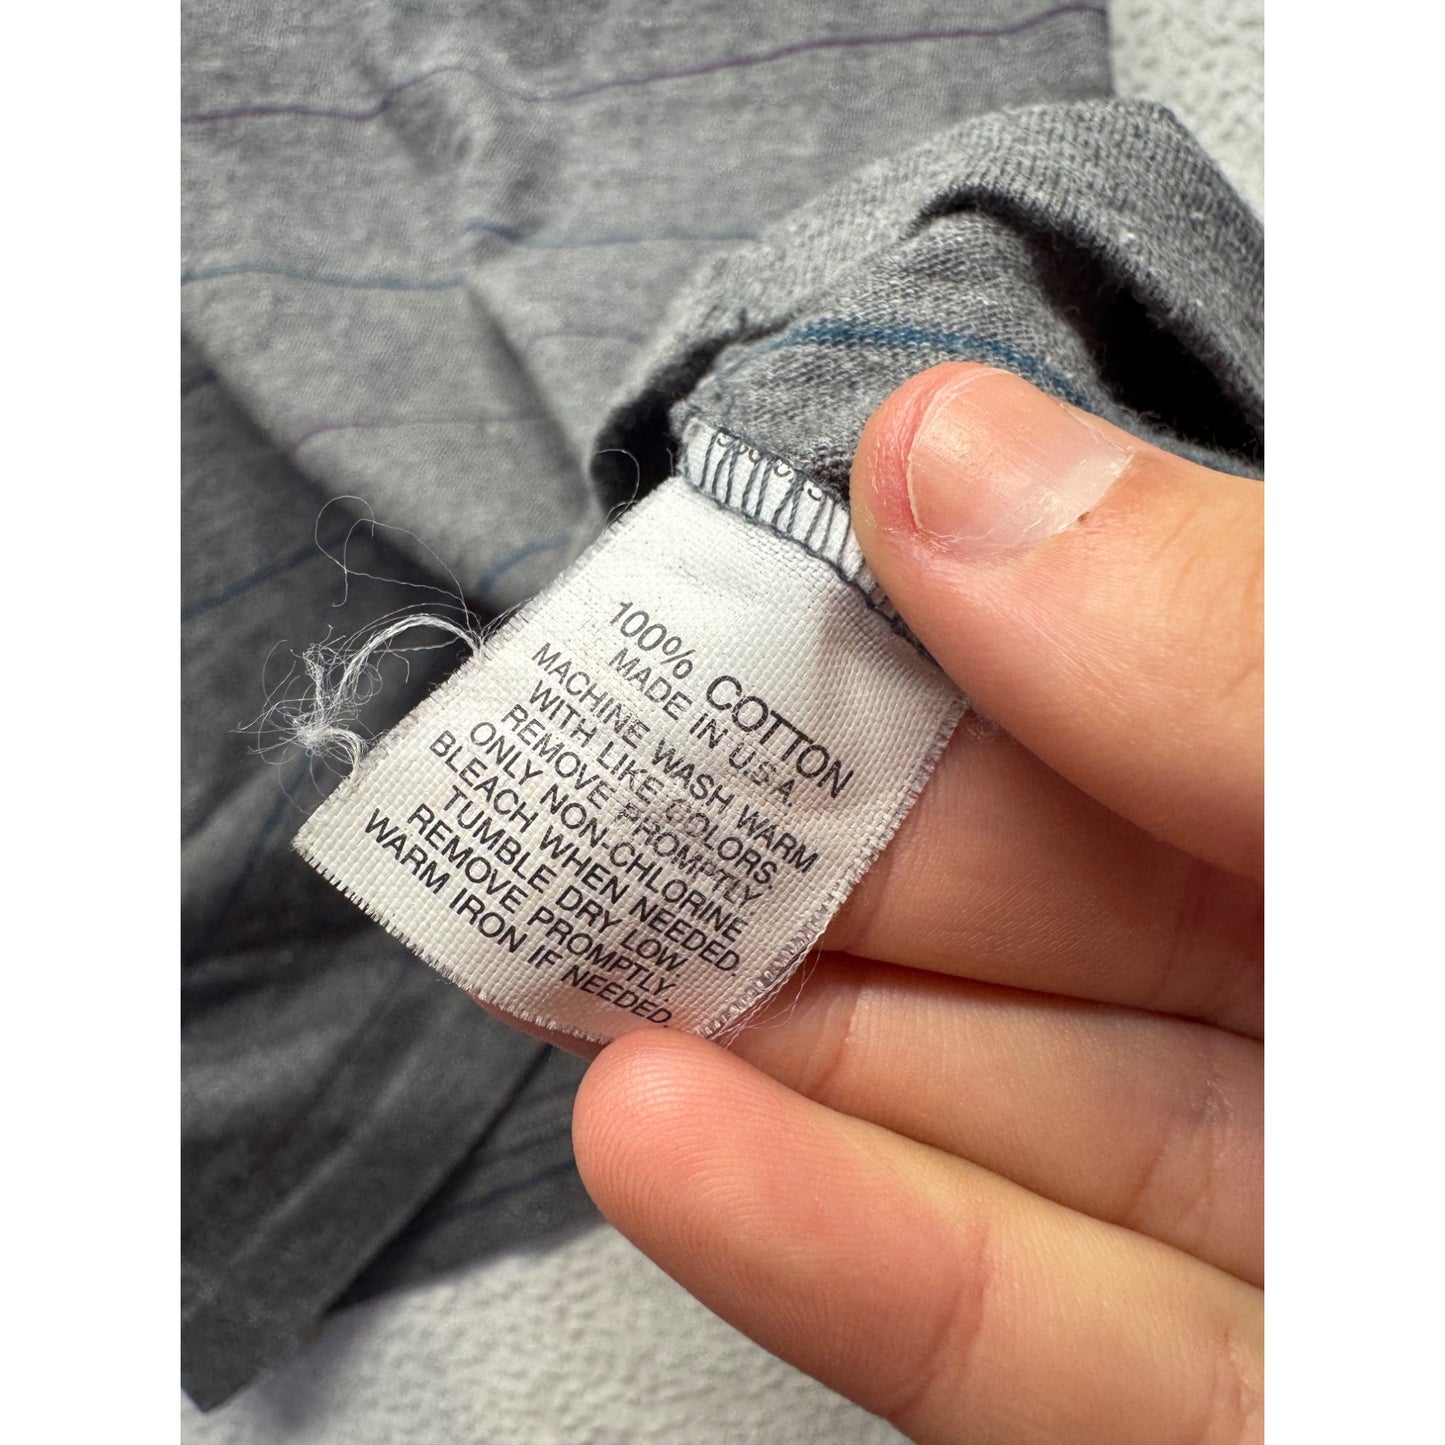 100% COTTON
MADE IN U.S.A.
MACHINE WASH WARM
WITH LIKE COLORS
REMOVE PROMPTLY.
ONLY NON-CHLORINE
BLEACH WHEN NEEDED.
TUMBLE DRY LOW.
REMOVE PROMPTLY.
WARM IRON IF NEEDED.